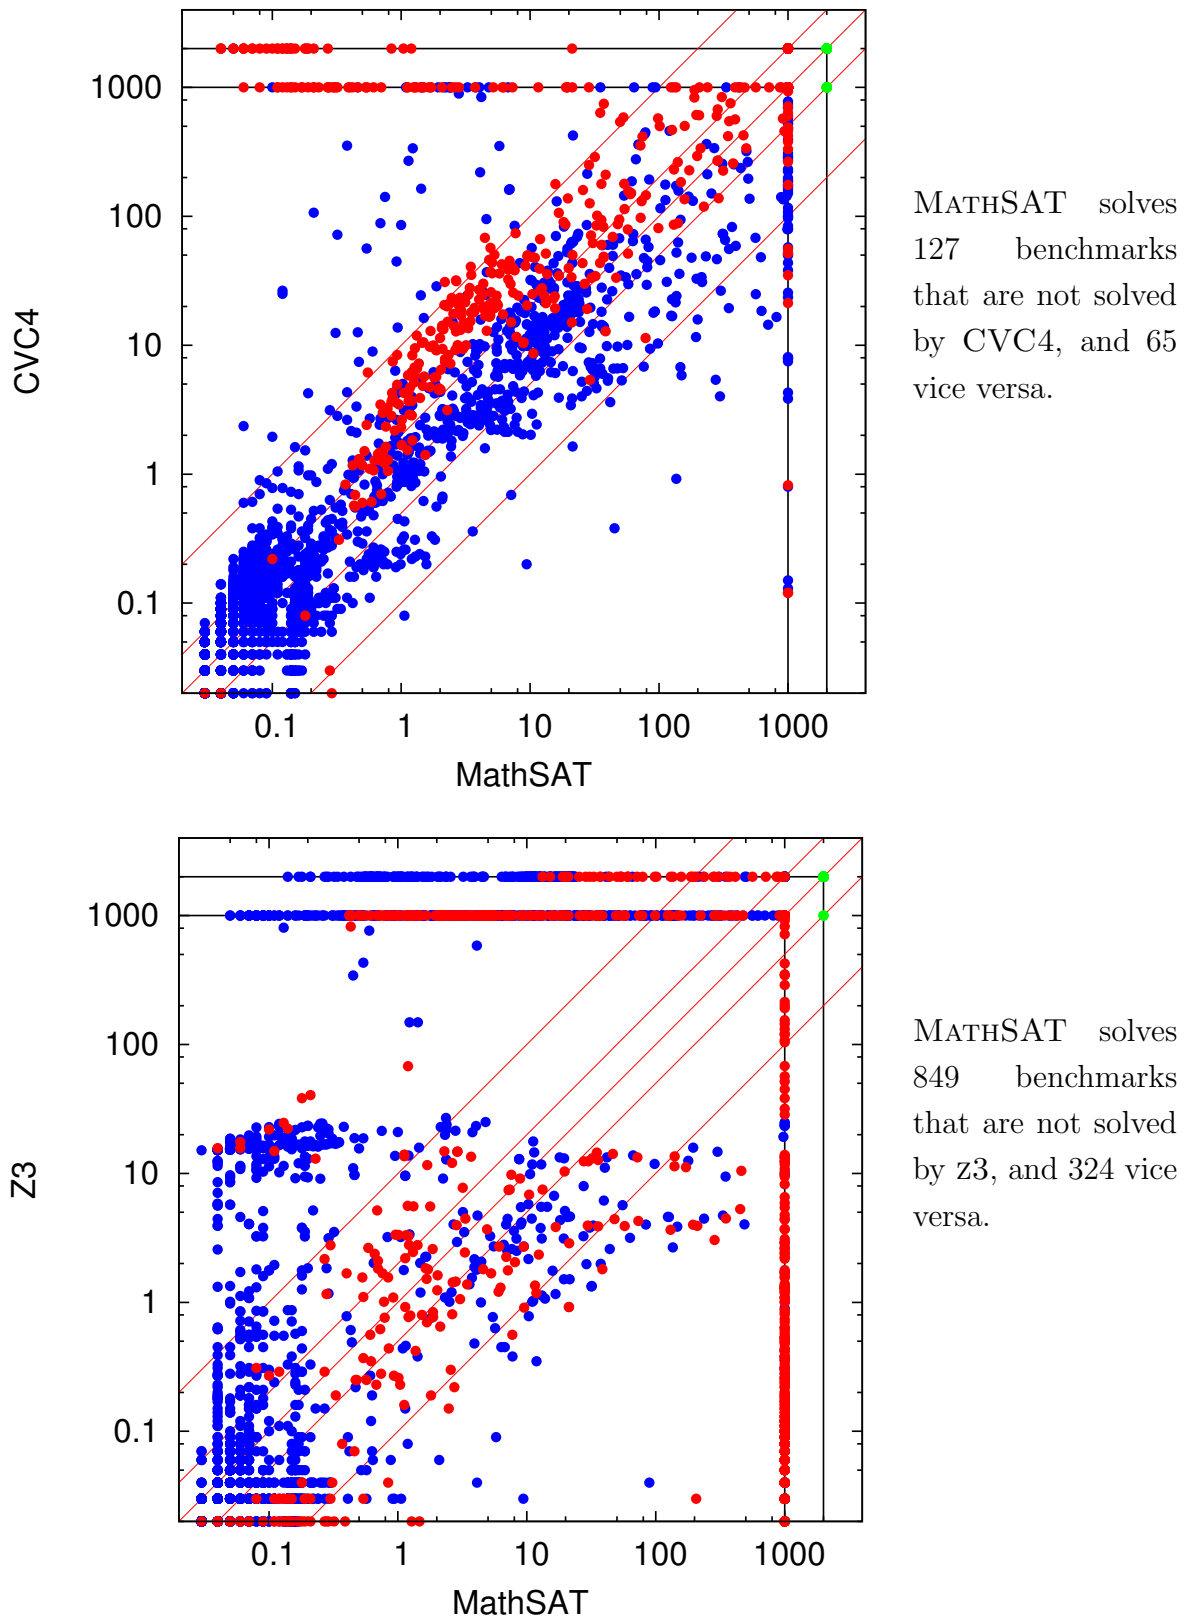 1000
100
10
1
0.1
CVC4
0.1 1 10 100 1000
MathSAT
MATHSAT solves
127 benchmarks
that are not solved
by CVC4, and 65
vice versa.
1000
100
10
1
0.1
Z3
0.1 1 10 100 1000
MathSAT
MATHSAT solves
849 benchmarks
that are not solved
by Z3, and 324 vice
versa.